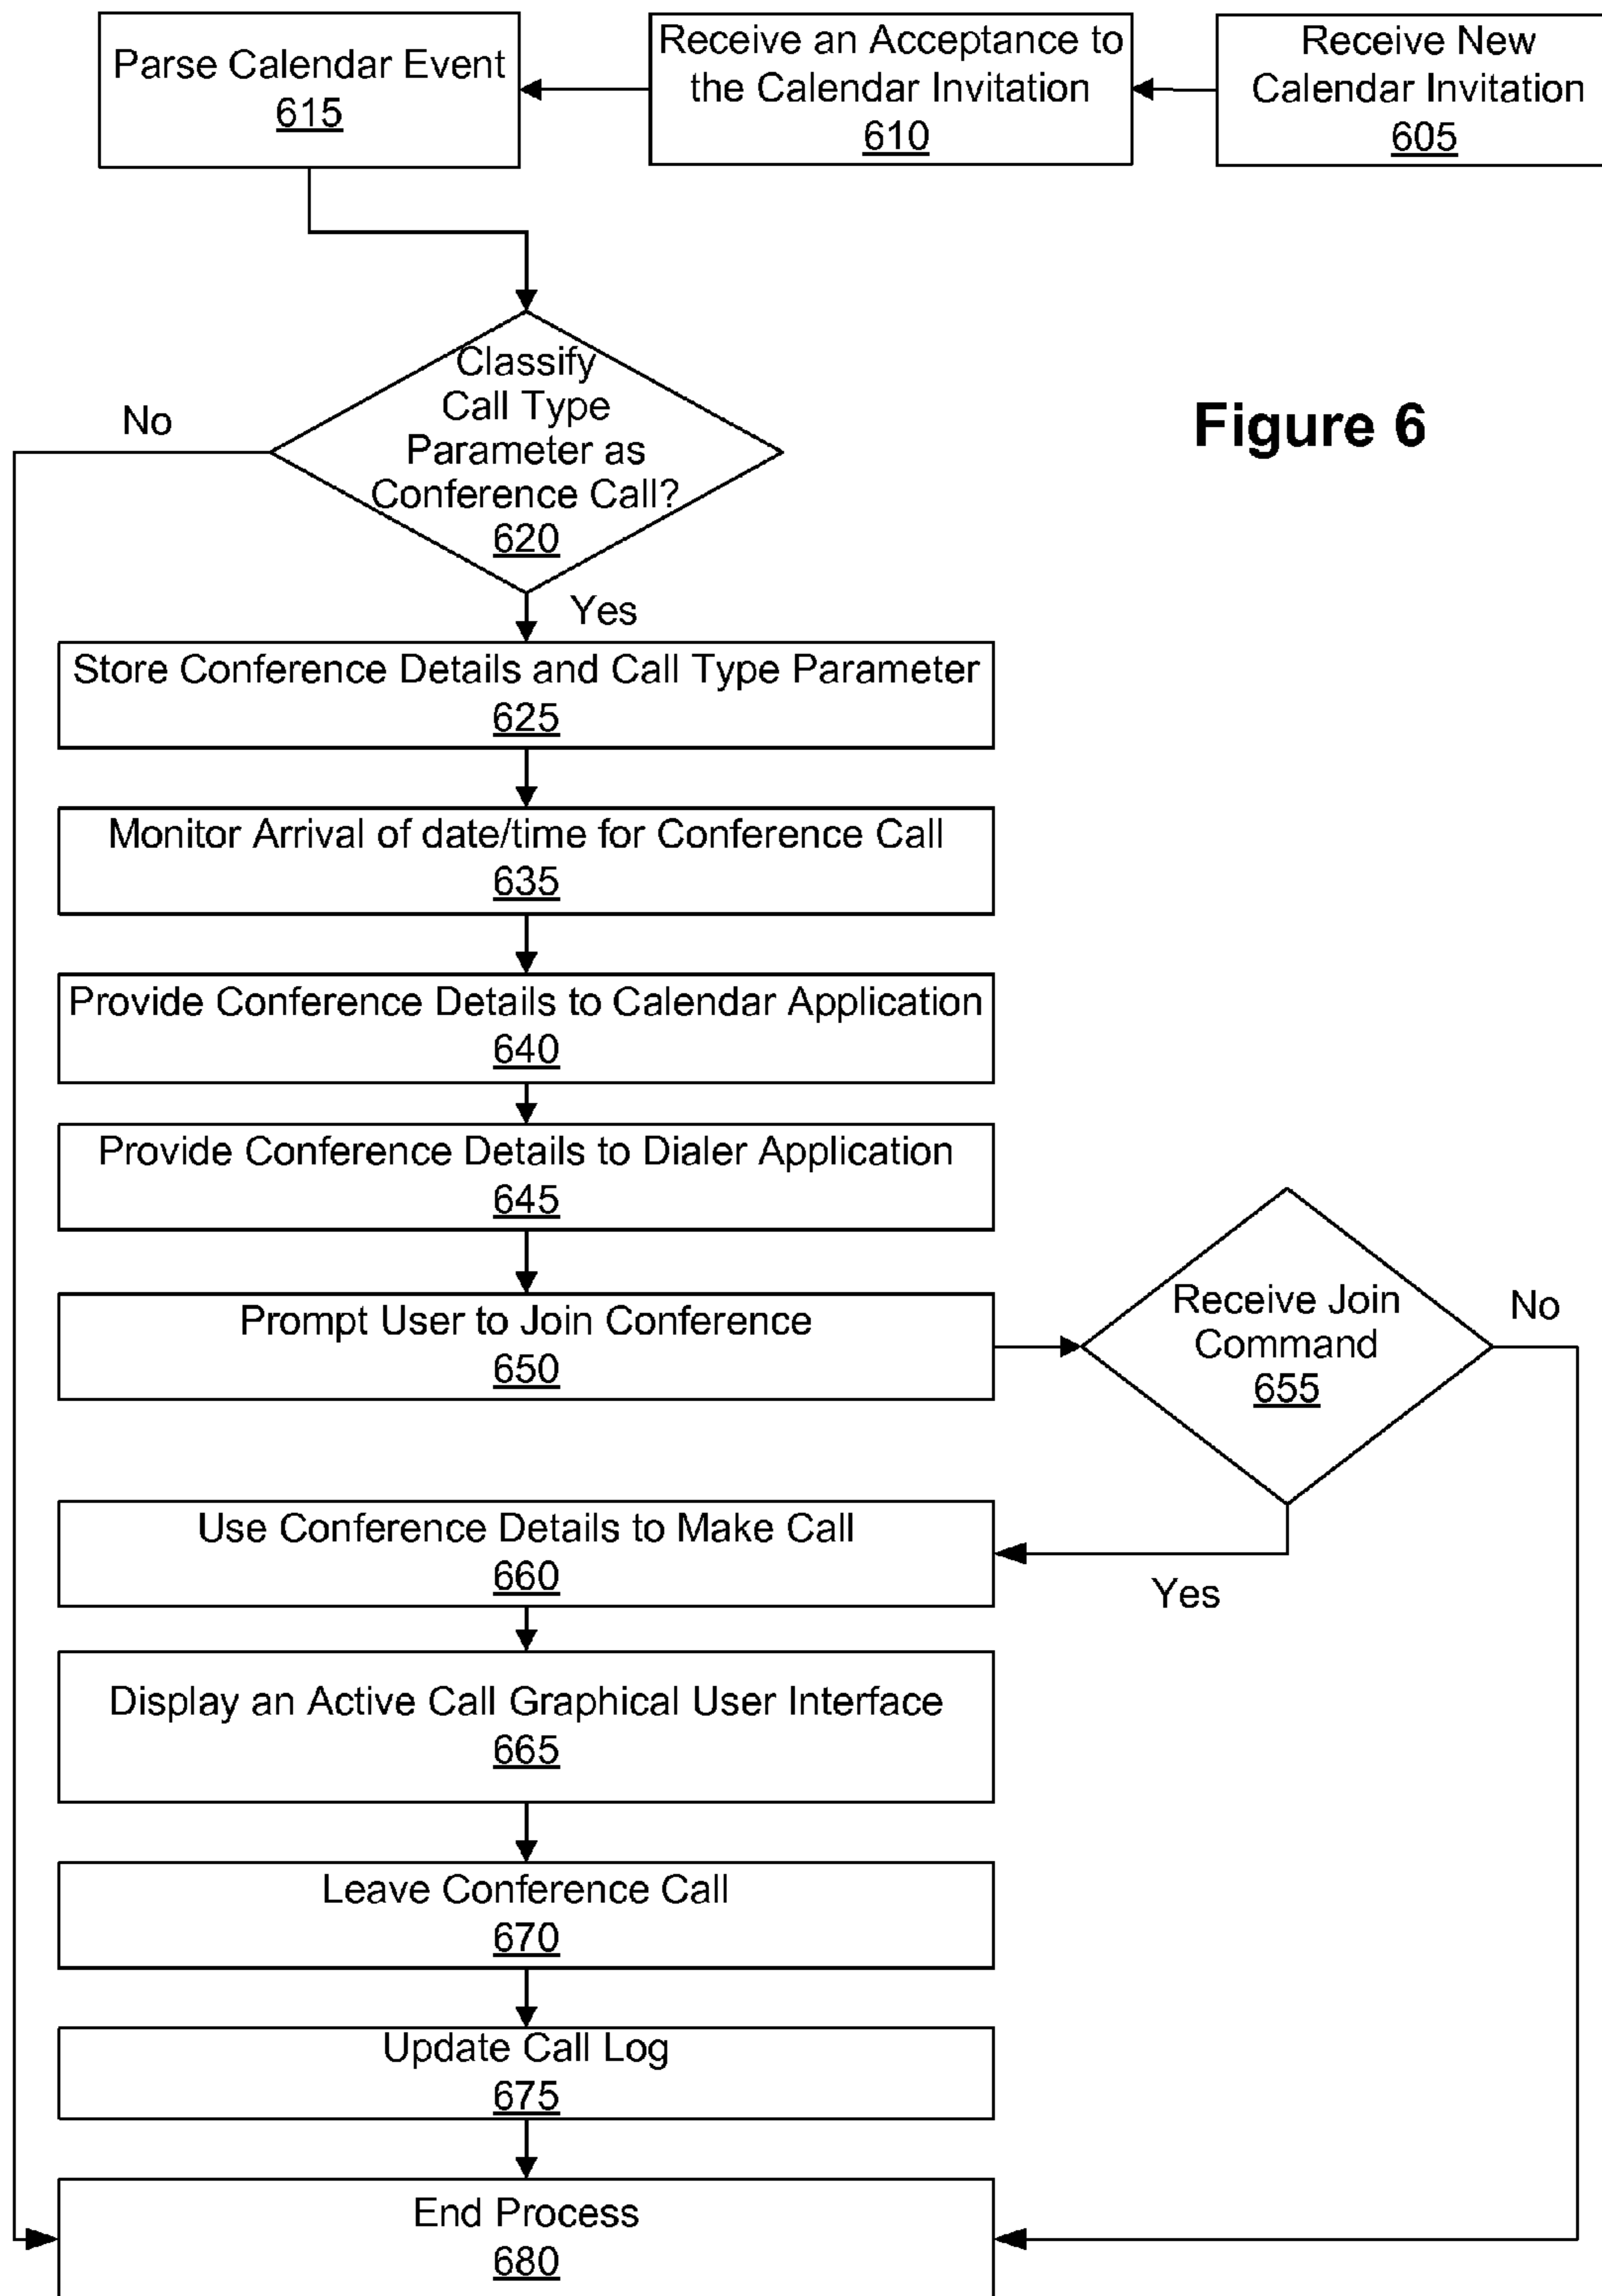 Parse Calendar Event
615
Receive an Acceptance to
the Calendar Invitation
610
Receive New
Calendar Invitation
605
Classify
Call Type
Parameter as
Conference Call?
620
No
Figure 6
Yes
Store Conference Details and Call Type Parameter
625
Monitor Arrival of date/time for Conference Call
635
Provide Conference Details to Calendar Application
640
Provide Conference Details to Dialer Application
645
Prompt User to Join Conference
650
Receive Join
Command
655
No
Yes
Use Conference Details to Make Call
660
Display an Active Call Graphical User Interface
665
Leave Conference Call
670
Update Call Log
675
End Process
680